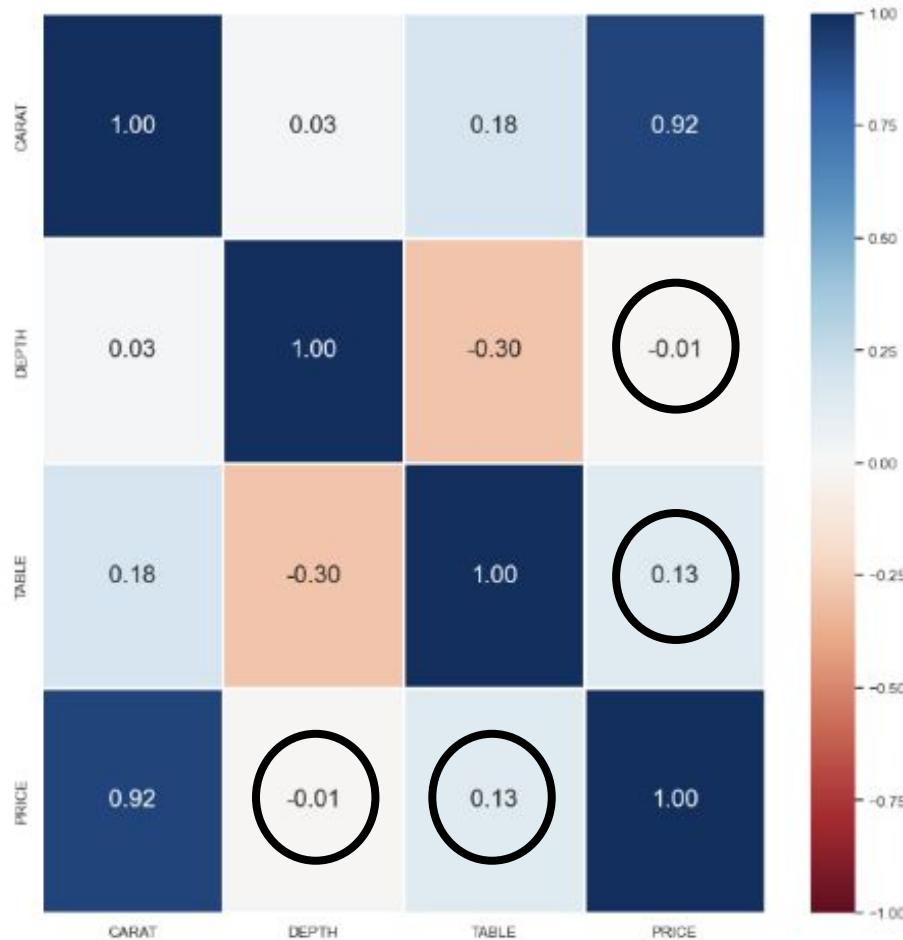 CARAT 1.00 0.03 0.18 0.92
DEPTH 0.03 1.00 -0.30 -0.01
TABLE 0.18 -0.30 1.00 0.13
PRICE 0.92 -0.01 0.13 1.00
CARAT DEPTH TABLE PRICE
1.00
0.75
0.50
0.25
0.00
-0.25
-0.50
-0.75
-1.00